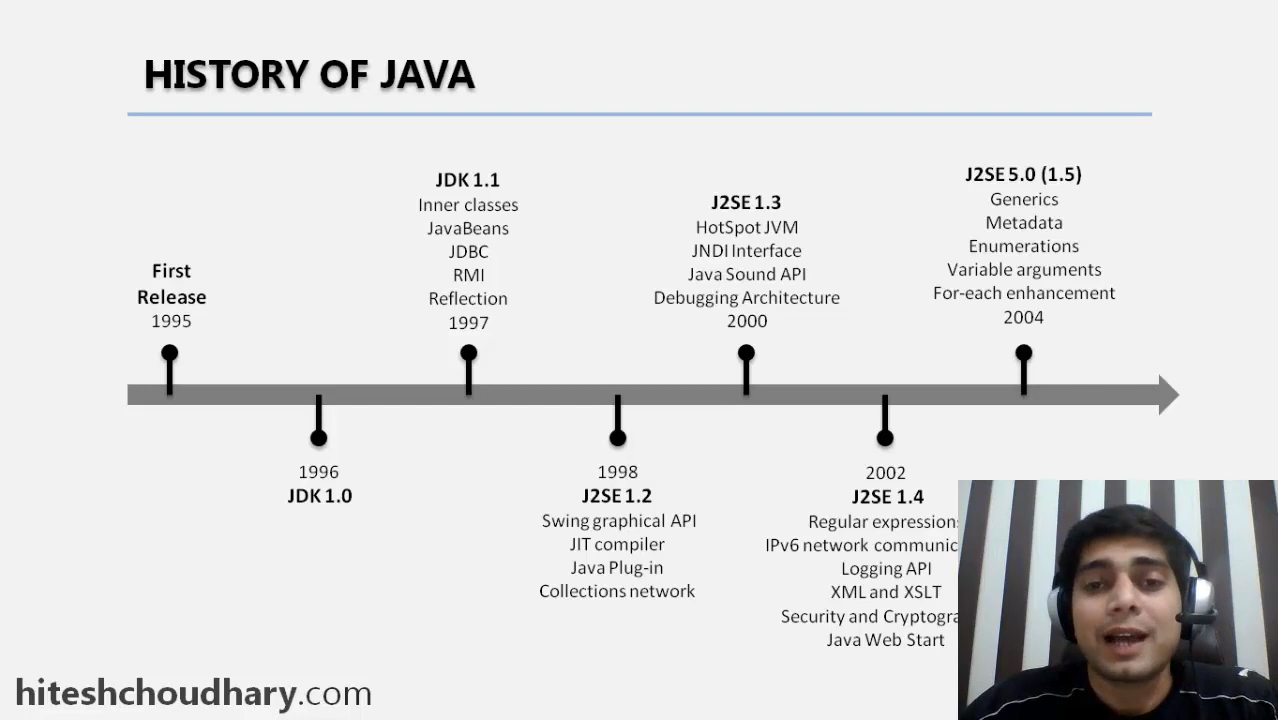 HISTORY OF JAVA
First
Release
1995
1996
JDK 1.0
JDK 1.1
Inner classes
JavaBeans
JDBC
RMI
Reflection
1997
1998
J2SE 1.2
Swing graphical API
JIT compiler
Java Plug-in
Collections network
J2SE 1.3
HotSpot JVM
JNDI Interface
Java Sound API
Debugging Architecture
2000
2002
J2SE 1.4
Regular expressions
IPv6 network
Logging API
XML and XSLT
Security and
Java Web Start
J2SE 5.0 (1.5)
Generics
Metadata
Enumerations
Variable arguments
For-each enhancement
2004
hiteshchoudhary.com